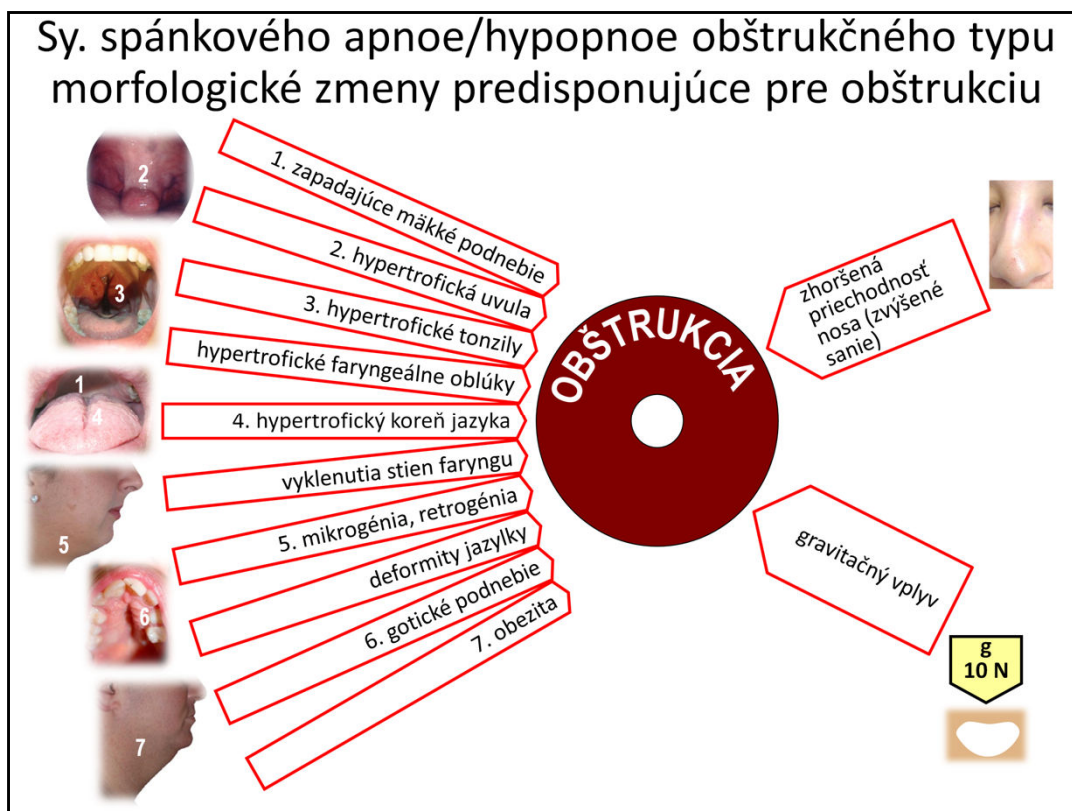 Sy. spánkového apnoe/hypopnoe obštrukčného typu
morfologické zmeny predisponujúce pre obštrukciu
1. zapadajúce mäkké podnebie
2. hypertrofická uvula
3. hypertrofické tonzily
hypertrofické faryngeálne oblúky
4. hypertrofický koreň jazyka
vyklenutia stien faryngu
5. mikrogénia, retrogénia
deformity jazylky
6. gotické podnebie
7. obezita
OBŠTRUKCIA
zhoršená
priechodnosť
nosa (zvýšené
sanie)
gravitačný vplyv
g
10 N
2
3
1
4
5
6
7